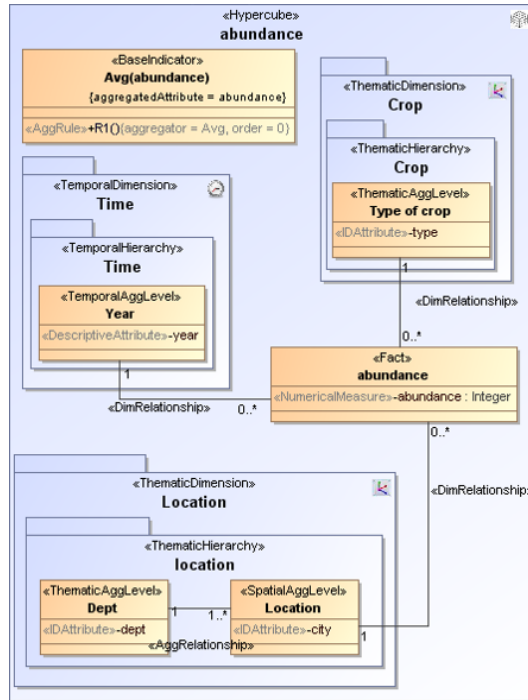 «Hypercube»
abundance
«BaseIndicator»
Avg(abundance)
{aggregatedAttribute = abundance}
«AggRule»+R1()(aggregator = Avg, order = 0)
«ThematicDimension»
Crop
«ThematicHierarchy»
Crop
«ThematicAggLevel»
Type of crop
«IDAttribute»-type
1
«DimRelationship»
0..*
«TemporalDimension»
Time
«TemporalHierarchy»
Time
«TemporalAggLevel»
Year
«DescriptiveAttribute»-year
1
«DimRelationship»
0..*
«Fact»
abundance
«NumericalMeasure»-abundance : Integer
0..*
«DimRelationship»
«ThematicDimension»
Location
«ThematicHierarchy»
location
«ThematicAggLevel»
Dept
«IDAttribute»-dept
1
1..*
«AggRelationship»
«SpatialAggLevel»
Location
«IDAttribute»-city
1